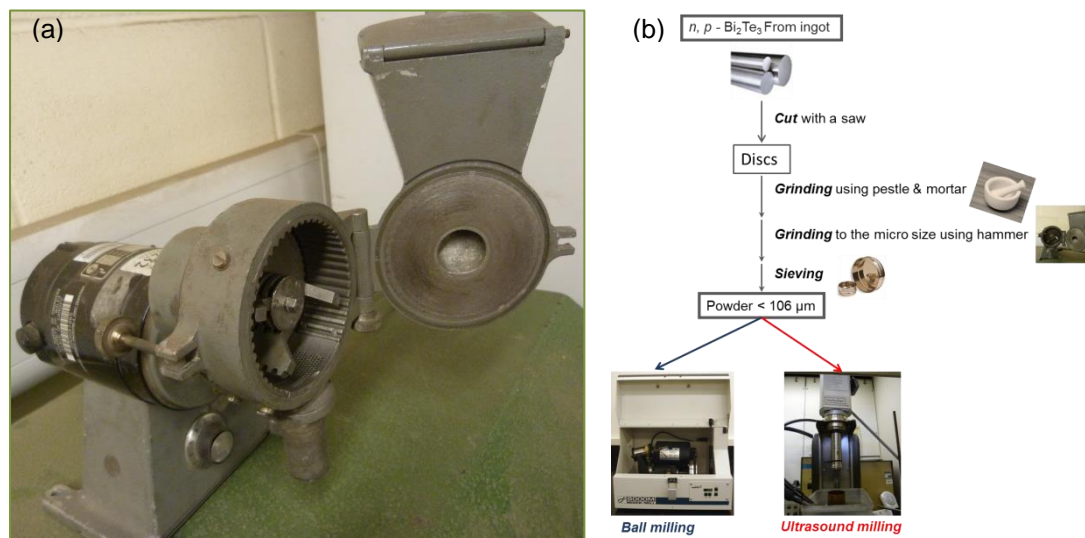 (a)
(b)
n, p - Bi₂Te₃ From ingot
Cut with a saw
Discs
Grinding using pestle & mortar
Grinding to the micro size using hammer
Sieving
Powder < 106 µm
8000M
Ball milling
Ultrasound milling